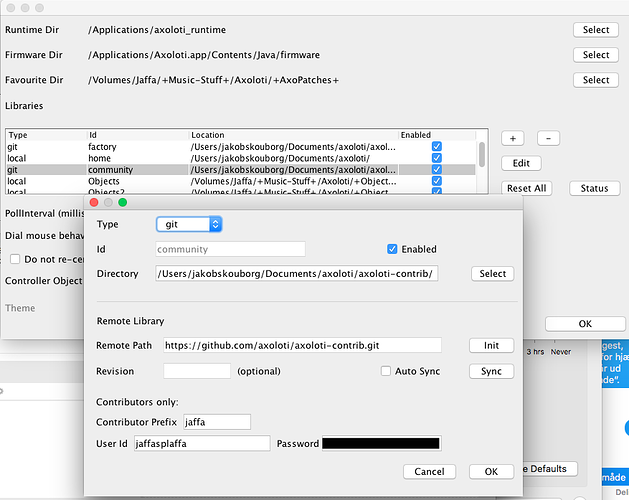 Runtime Dir /Applications/axoloti_runtime Select
Firmware Dir /Applications/Axoloti.app/Contents/Java/firmware Select
Favourite Dir /Volumes/Jaffa/+Music-Stuff+/Axoloti/+AxoPatches+ Select
Libraries
Type Id Location Enabled
git factory /Users/jakobskouborg/Documents/axoloti/axol...
local home /Users/jakobskouborg/Documents/axoloti/
git community /Users/jakobskouborg/Documents/axoloti/axol...
local Objects /Volumes/Jaffa/+Music-Stuff+/Axoloti/+Object...
local Objects2 /Volumes/Jaffa/+Music-Stuff+/Axoloti/+Object...
+ -
Edit
Reset All Status
PollInterval (millis
Dial mouse behav
Do not re-cen
Controller Object
Theme
OK
Type git
Id community Enabled
Directory /Users/jakobskouborg/Documents/axoloti/axoloti-contrib/ Select
Remote Library
Remote Path https://github.com/axoloti/axoloti-contrib.git Init
Revision (optional) Auto Sync Sync
Contributors only:
Contributor Prefix jaffa
User Id jaffasplaffa Password
Cancel OK
3 hrs Never
gest,
for hjæ
ar ud
de".
e Defaults
måde
Del